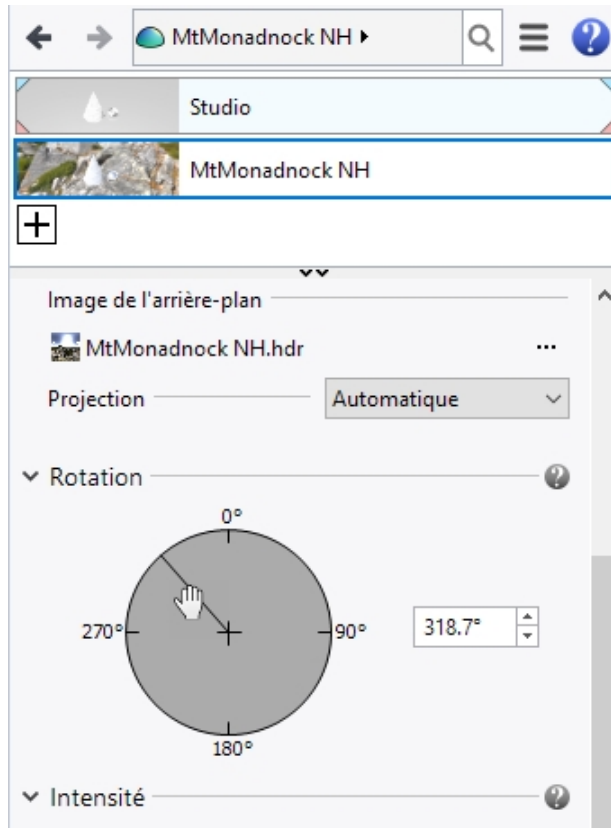 MtMonadnock NH
Studio
MtMonadnock NH
Image de l'arrière-plan
MtMonadnock NH.hdr ...
Projection Automatique
Rotation ?
0°
270° 90° 318.7°
180°
Intensité ?